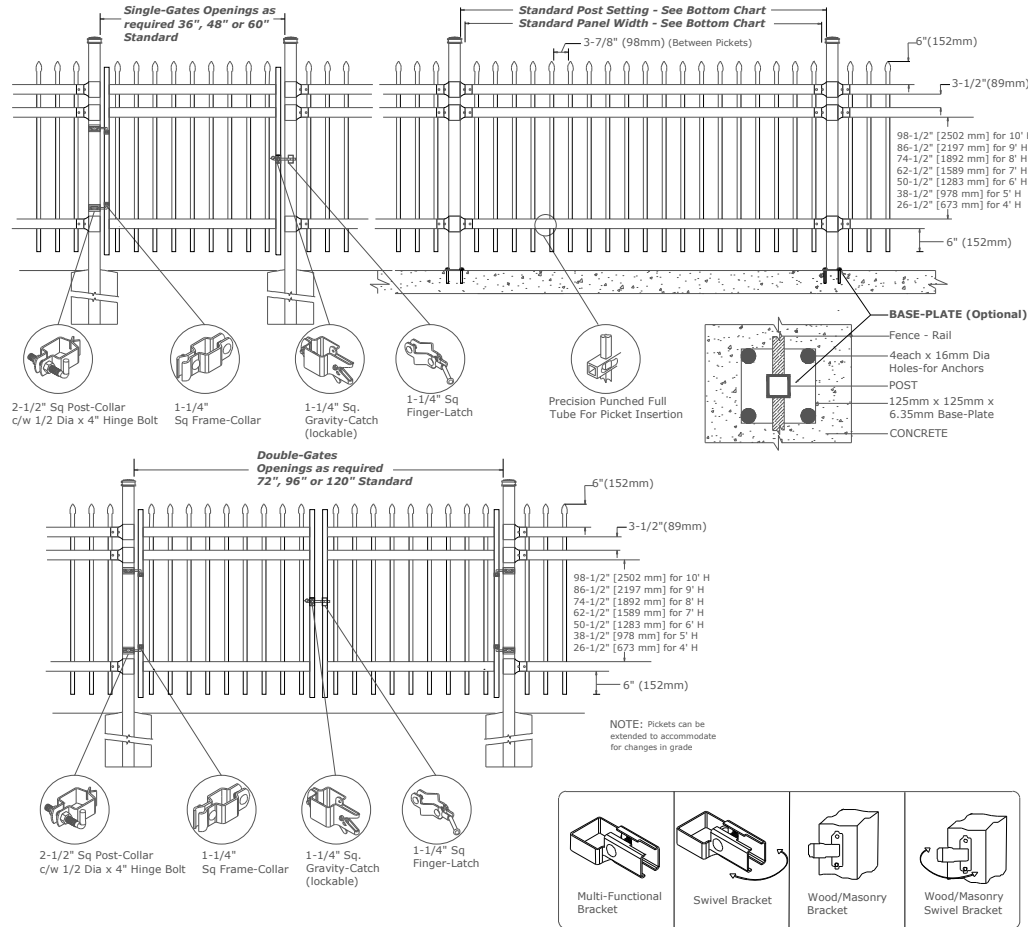 Single-Gates Openings as
required 36", 48" or 60"
Standard
Standard Post Setting - See Bottom Chart
Standard Panel Width - See Bottom Chart
3-7/8" (98mm) (Between Pickets)
6"(152mm)
3-1/2"(89mm)
98-1/2" [2502 mm] for 10'
86-1/2" [2197 mm] for 9' H
74-1/2" [1892 mm] for 8' H
62-1/2" [1589 mm] for 7' H
50-1/2" [1283 mm] for 6' H
38-1/2" [978 mm] for 5' H
26-1/2" [673 mm] for 4' H
6" (152mm)
BASE-PLATE (Optional)
Fence - Rail
4each x 16mm Dia
Holes-for Anchors
POST
125mm x 125mm x
6.35mm Base-Plate
CONCRETE
2-1/2" Sq Post-Collar
c/w 1/2 Dia x 4" Hinge Bolt
1-1/4"
Sq Frame-Collar
1-1/4" Sq.
Gravity-Catch
(lockable)
1-1/4" Sq
Finger-Latch
Precision Punched Full
Tube For Picket Insertion
Double-Gates
Openings as required
72", 96" or 120" Standard
6"(152mm)
3-1/2"(89mm)
98-1/2" [2502 mm] for 10' H
86-1/2" [2197 mm] for 9' H
74-1/2" [1892 mm] for 8' H
62-1/2" [1589 mm] for 7' H
50-1/2" [1283 mm] for 6' H
38-1/2" [978 mm] for 5' H
26-1/2" [673 mm] for 4' H
6" (152mm)
NOTE: Pickets can be
extended to accommodate
for changes in grade
2-1/2" Sq Post-Collar
c/w 1/2 Dia x 4" Hinge Bolt
1-1/4"
Sq Frame-Collar
1-1/4" Sq.
Gravity-Catch
(lockable)
1-1/4" Sq
Finger-Latch
Multi-Functional
Bracket
Swivel Bracket
Wood/Masonry
Bracket
Wood/Masonry
Swivel Bracket